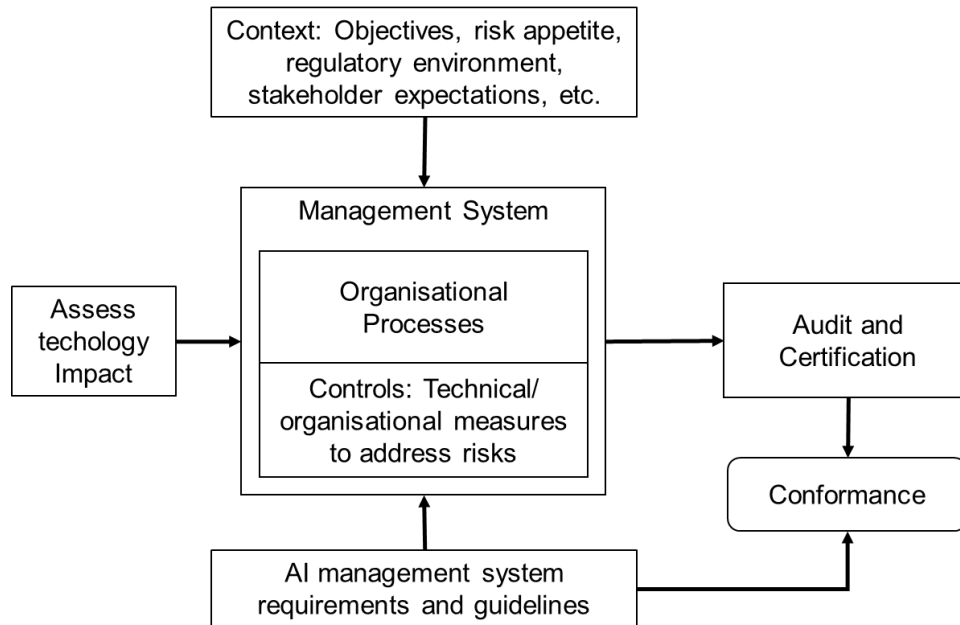 Context: Objectives, risk appetite,
regulatory environment,
stakeholder expectations, etc.
Management System
Organisational
Processes
Controls: Technical/
organisational measures
to address risks
Assess
techology
Impact
Audit and
Certification
Conformance
AI management system
requirements and guidelines